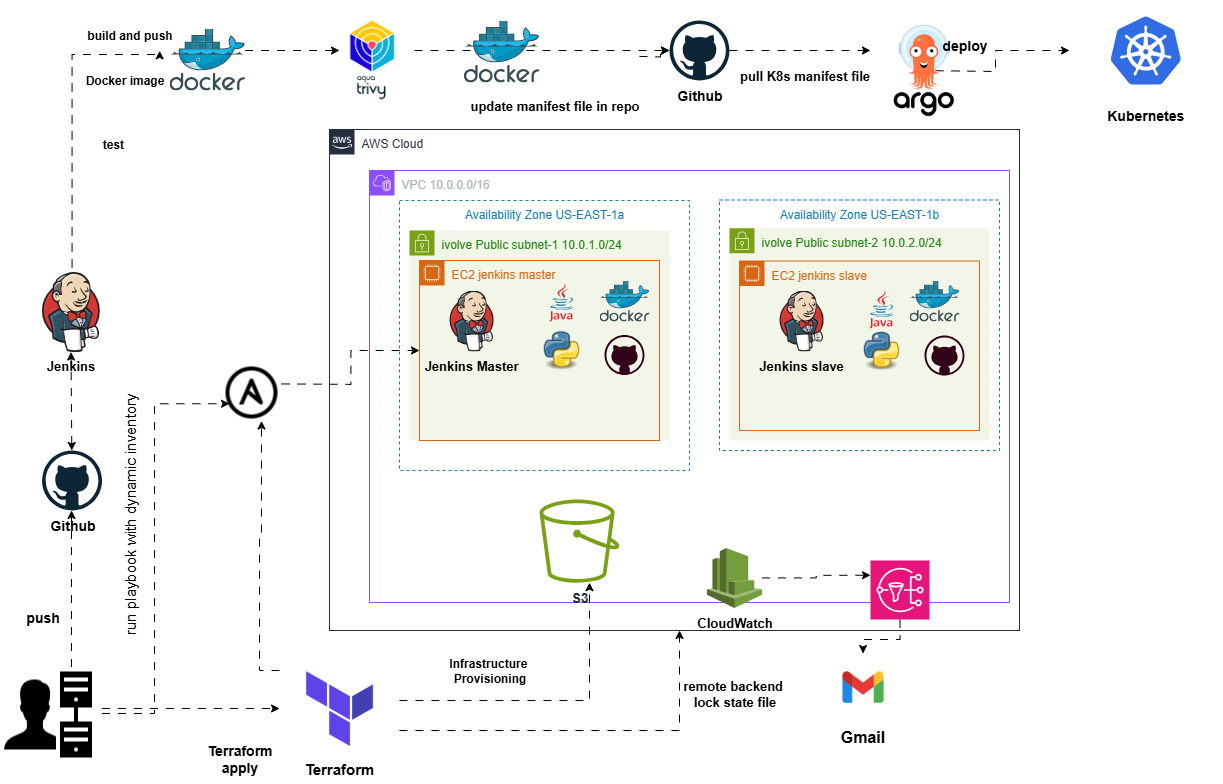 build and push
Docker image
docker
aqua
trivy
docker
update manifest file in repo
Github
pull K8s manifest file
argo
deploy
Kubernetes
test
aws
AWS Cloud
VPC 10.0.0.0/16
Availability Zone US-EAST-1a
ivolve Public subnet-1 10.0.1.0/24
EC2 jenkins master
Java
docker
Jenkins Master
Availability Zone US-EAST-1b
ivolve Public subnet-2 10.0.2.0/24
EC2 jenkins slave
Java
docker
Jenkins slave
Jenkins
A
run playbook with dynamic inventory
Github
push
S3
CloudWatch
Infrastructure
Provisioning
remote backend
lock state file
Gmail
Terraform
apply
Terraform